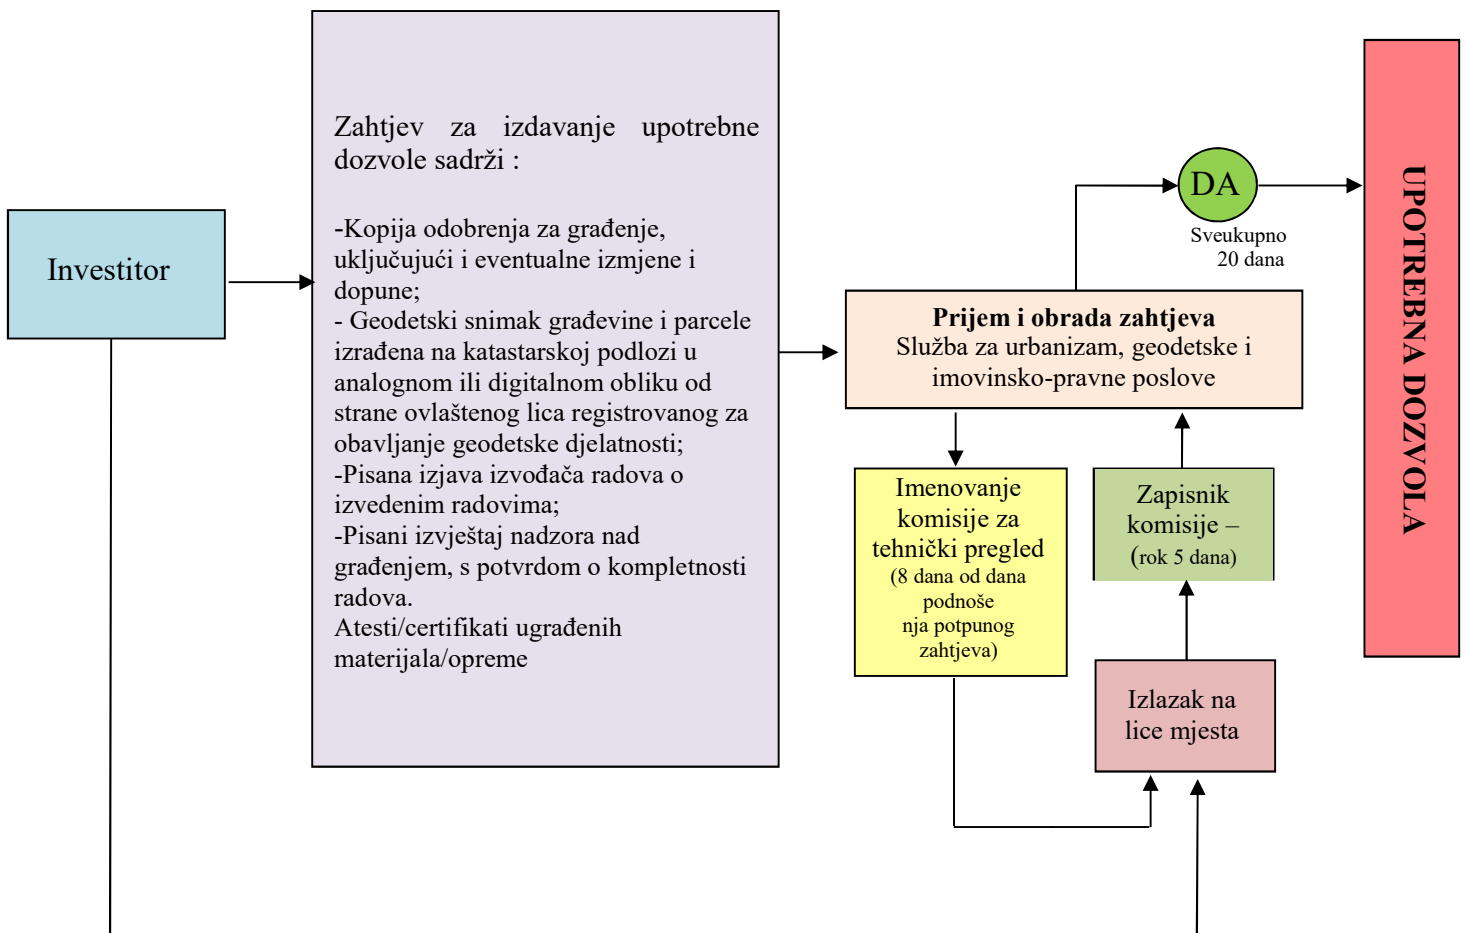 Investitor
Zahtjev za izdavanje upotrebne
dozvole sadrži :
-Kopija odobrenja za građenje,
uključujući i eventualne izmjene i
dopune;
- Geodetski snimak građevine i parcele
izrađena na katastarskoj podlozi u
analognom ili digitalnom obliku od
strane ovlaštenog lica registrovanog za
obavljanje geodetske djelatnosti;
-Pisana izjava izvođača radova o
izvedenim radovima;
-Pisani izvještaj nadzora nad
građenjem, s potvrdom o kompletnosti
radova.
Atesti/certifikati ugrađenih
materijala/opreme
Prijem i obrada zahtjeva
Služba za urbanizam, geodetske i
imovinsko-pravne poslove
Imenovanje
komisije za
tehnički pregled
(8 dana od dana
podnoše
nja potpunog
zahtjeva)
Izlazak na
lice mjesta
Zapisnik
komisije –
(rok 5 dana)
DA
Sveukupno
20 dana
UPOTREBNA DOZVOLA